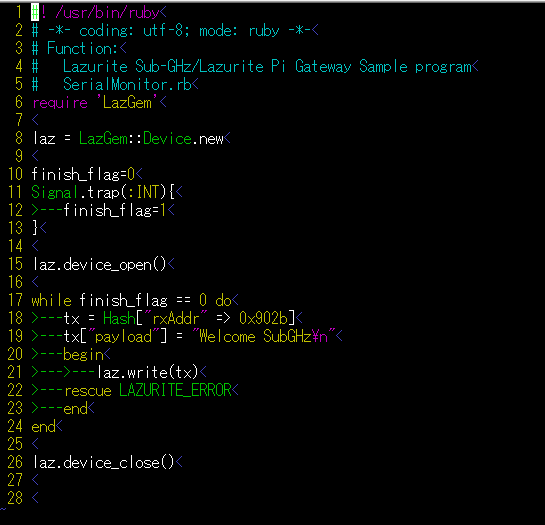 1 #! /usr/bin/ruby<
2 # -*- coding: utf-8; mode: ruby -*-<
3 # Function:<
4 #   Lazurite Sub-GHz/Lazurite Pi Gateway Sample program<
5 #   SerialMonitor.rb<
6 require 'LazGem'<
7 <
8 laz = LazGem::Device.new<
9 <
10 finish_flag=0<
11 Signal.trap(:INT){<
12 >---finish_flag=1<
13 }<
14 <
15 laz.device_open()<
16 <
17 while finish_flag == 0 do<
18 >---tx = Hash["rxAddr" => 0x902b]<
19 >---tx["payload"] = "Welcome SubGHz¥n"<
20 >---begin<
21 >--->---laz.write(tx)<
22 >---rescue LAZURITE_ERROR<
23 >---end<
24 end<
25 <
26 laz.device_close()<
27 <
28 <
~